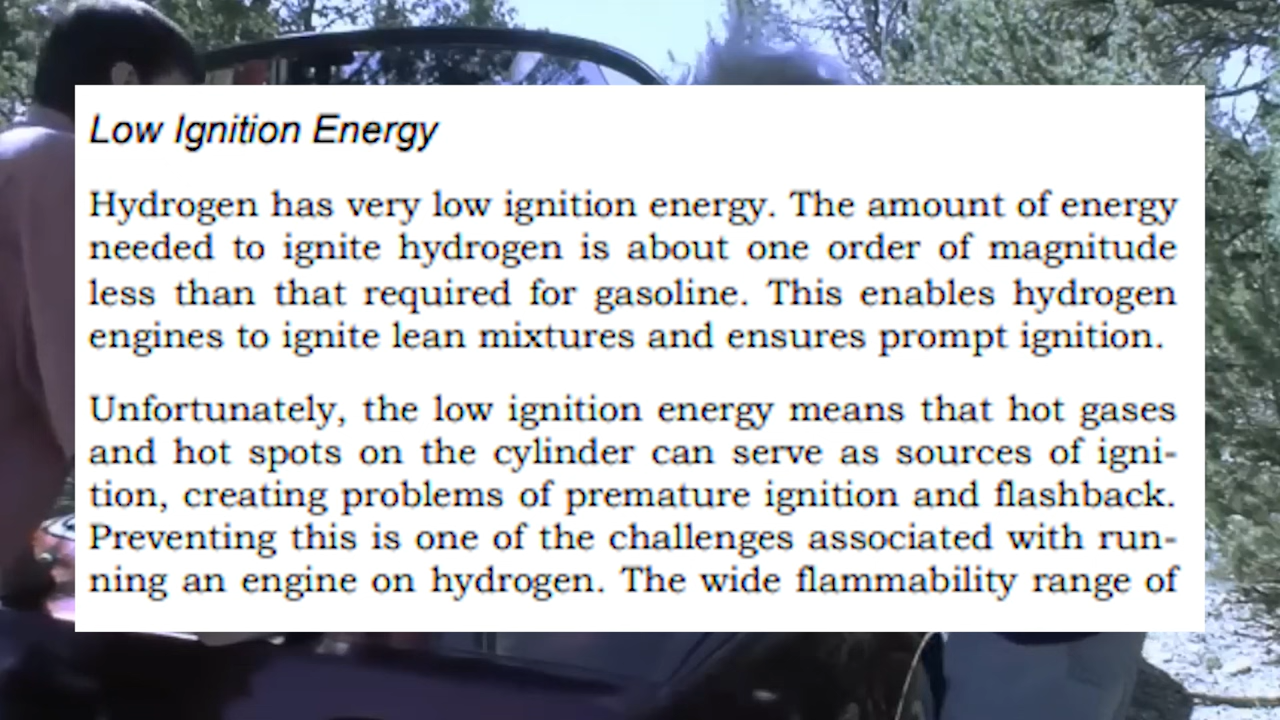 Low Ignition Energy
Hydrogen has very low ignition energy. The amount of energy
needed to ignite hydrogen is about one order of magnitude
less than that required for gasoline. This enables hydrogen
engines to ignite lean mixtures and ensures prompt ignition.
Unfortunately, the low ignition energy means that hot gases
and hot spots on the cylinder can serve as sources of igni-
tion, creating problems of premature ignition and flashback.
Preventing this is one of the challenges associated with run-
ning an engine on hydrogen. The wide flammability range of